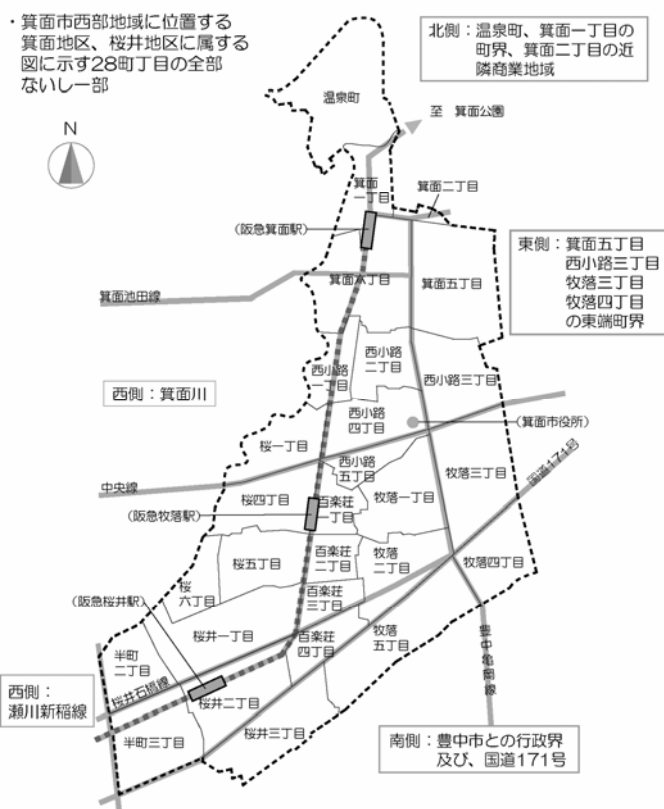 ・箕面市西部地域に位置する
箕面地区、桜井地区に属する
図に示す28町丁目の全部
ないし一部
北側：温泉町、箕面一丁目の
町界、箕面二丁目の近
隣商業地域
温泉町
至 箕面公園
N
箕面
一丁目
箕面二丁目
(阪急箕面駅)
東側：箕面五丁目
西小路三丁目
牧落三丁目
牧落四丁目
の東端町界
箕面六丁目
箕面五丁目
箕面池田線
西小路
一丁目
西小路
二丁目
西小路三丁目
西側：箕面川
西小路
四丁目
(箕面市役所)
桜一丁目
西小路
五丁目
牧落三丁目
国道171号
中央線
桜四丁目
(阪急牧落駅)
百楽荘
一丁目
牧落一丁目
桜五丁目
百楽荘
二丁目
牧落
二丁目
牧落四丁目
桜
六丁目
(阪急桜井駅)
百楽荘
三丁目
桜井一丁目
百楽荘
四丁目
牧落
五丁目
半町
二丁目
豊中亀岡線
西側：
瀬川新稲線
桜井石橋線
桜井二丁目
半町三丁目
桜井三丁目
南側：豊中市との行政界
及び、国道171号